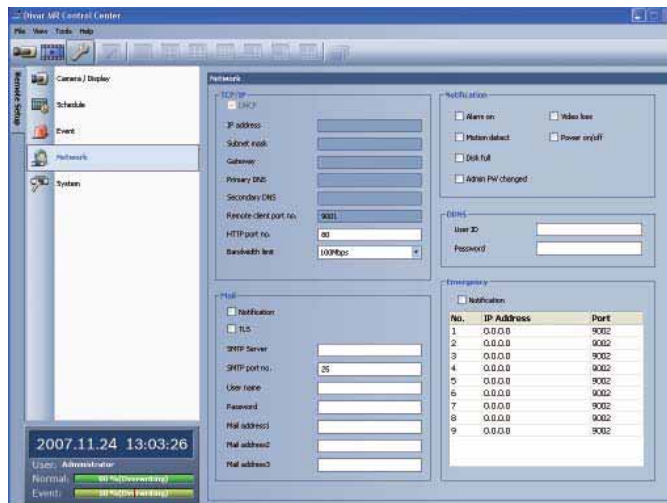 Divar MR Control Center
File View Tools Help
Remote Setup
Camera / Display
Schedule
Event
Network
System
Network
TCP/IP
DHCP
IP address
Subnet mask
Gateway
Primary DNS
Secondary DNS
Remote client port no. 9001
HTTP port no. 80
Bandwidth limit 100Mbps
Mail
Notification
TLS
SMTP Server
SMTP port no. 25
User name
Password
Mail address1
Mail address2
Mail address3
Notification
Alarm on Video loss
Motion detect Power on/off
Disk full
Admin PW changed
DDNS
User ID
Password
Emergency
Notification
No. IP Address Port
1 0.0.0.0 9002
2 0.0.0.0 9002
3 0.0.0.0 9002
4 0.0.0.0 9002
5 0.0.0.0 9002
6 0.0.0.0 9002
7 0.0.0.0 9002
8 0.0.0.0 9002
9 0.0.0.0 9002
2007.11.24 13:03:26
User: Administrator
Normal: %(Overwriting)
Event: %(Overwriting)